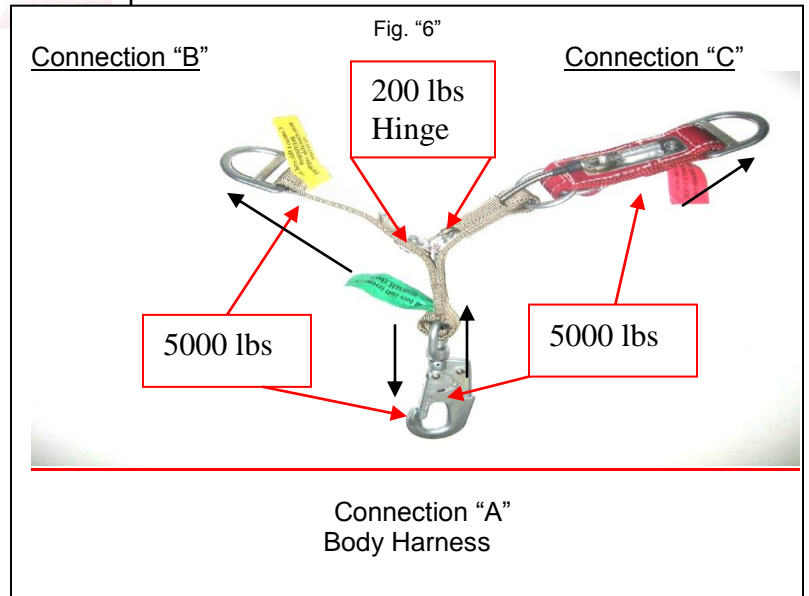 Fig. “6”
Connection “B”
Connection “C”
200 lbs
Hinge
5000 lbs
5000 lbs
Connection “A”
Body Harness